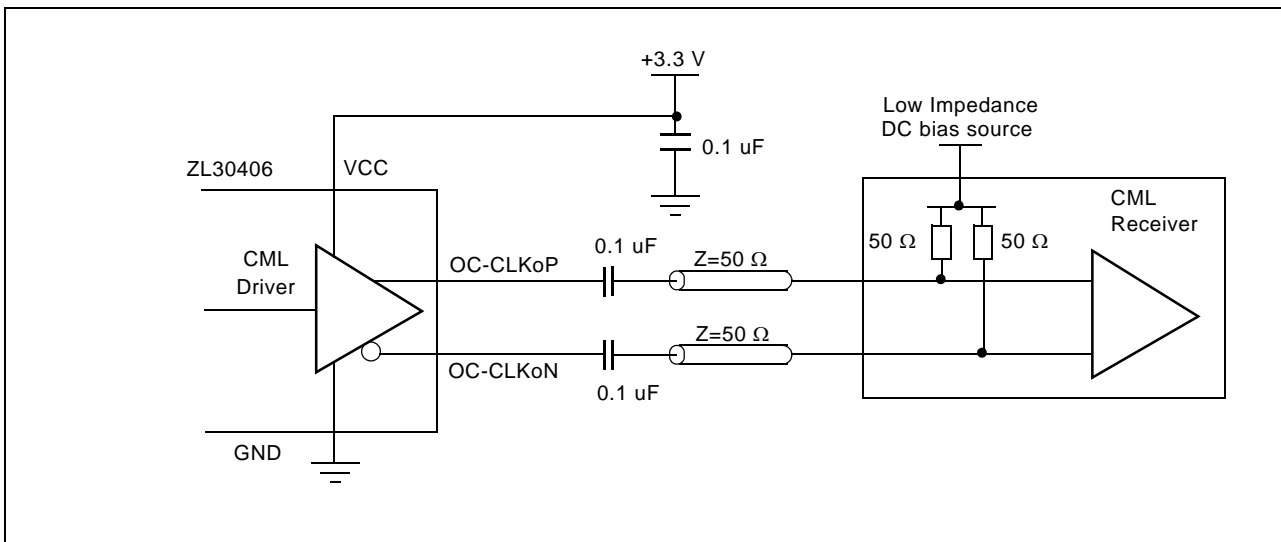 +3.3 V
Low Impedance
DC bias source
0.1 uF
ZL30406
VCC
CML
Receiver
50 Ω
50 Ω
0.1 uF
Z=50 Ω
CML
Driver
OC-CLKoP
Z=50 Ω
OC-CLKoN
0.1 uF
GND